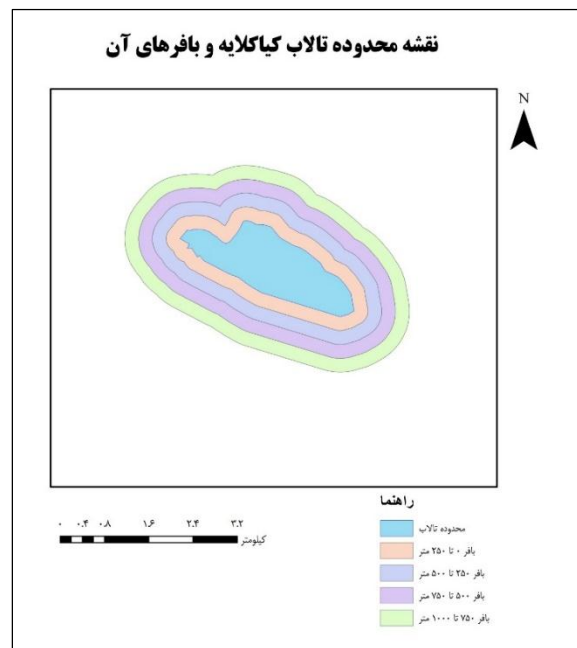 نقشه محدوده تالاب کیاکلایه و بافرهای آن
N
راهنما
محدوده تالاب
بافر ۰ تا ۲۵۰ متر
بافر ۲۵۰ تا ۵۰۰ متر
بافر ۵۰۰ تا ۷۵۰ متر
بافر ۷۵۰ تا ۱۰۰۰ متر
۰ ۰.۴ ۰.۸ ۱.۶ ۲.۴ ۳.۲
کیلومتر